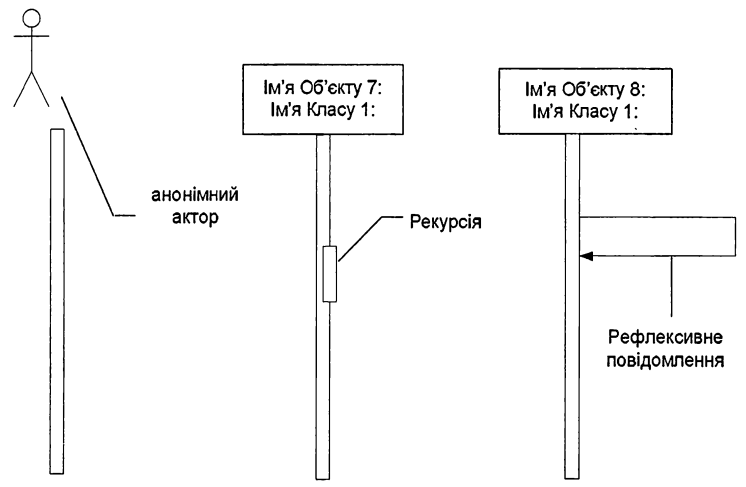 Ім'я Об'єкту 7:
Ім'я Класу 1:
Ім'я Об'єкту 8:
Ім'я Класу 1:
анонімний
актор
Рекурсія
Рефлексивне
повідомлення